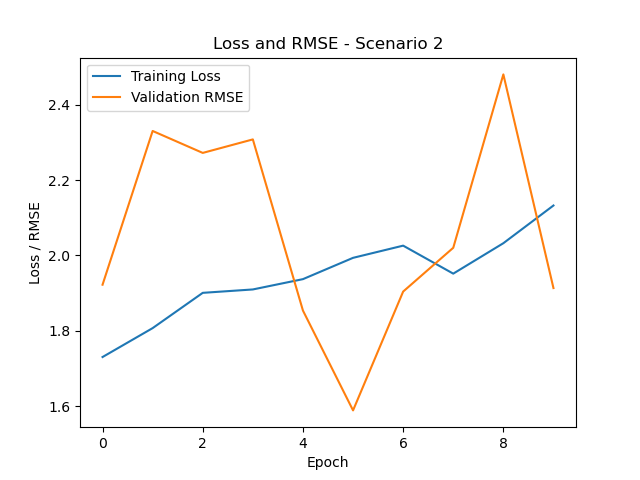 Loss and RMSE - Scenario 2
Training Loss
Validation RMSE
2.4
2.2
2.0
1.8
1.6
Loss / RMSE
0 2 4 6 8
Epoch